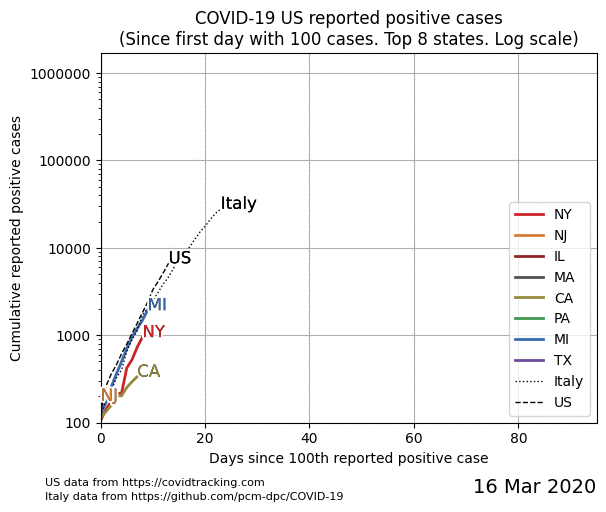 COVID-19 US reported positive cases
(Since first day with 100 cases. Top 8 states. Log scale)
Cumulative reported positive cases
1000000
100000
10000
1000
100
Italy
US
MI
NY
CA
NJ
NY
NJ
IL
MA
CA
PA
MI
TX
Italy
US
0
20
40
60
80
Days since 100th reported positive case
US data from https://covidtracking.com
Italy data from https://github.com/pcm-dpc/COVID-19
16 Mar 2020